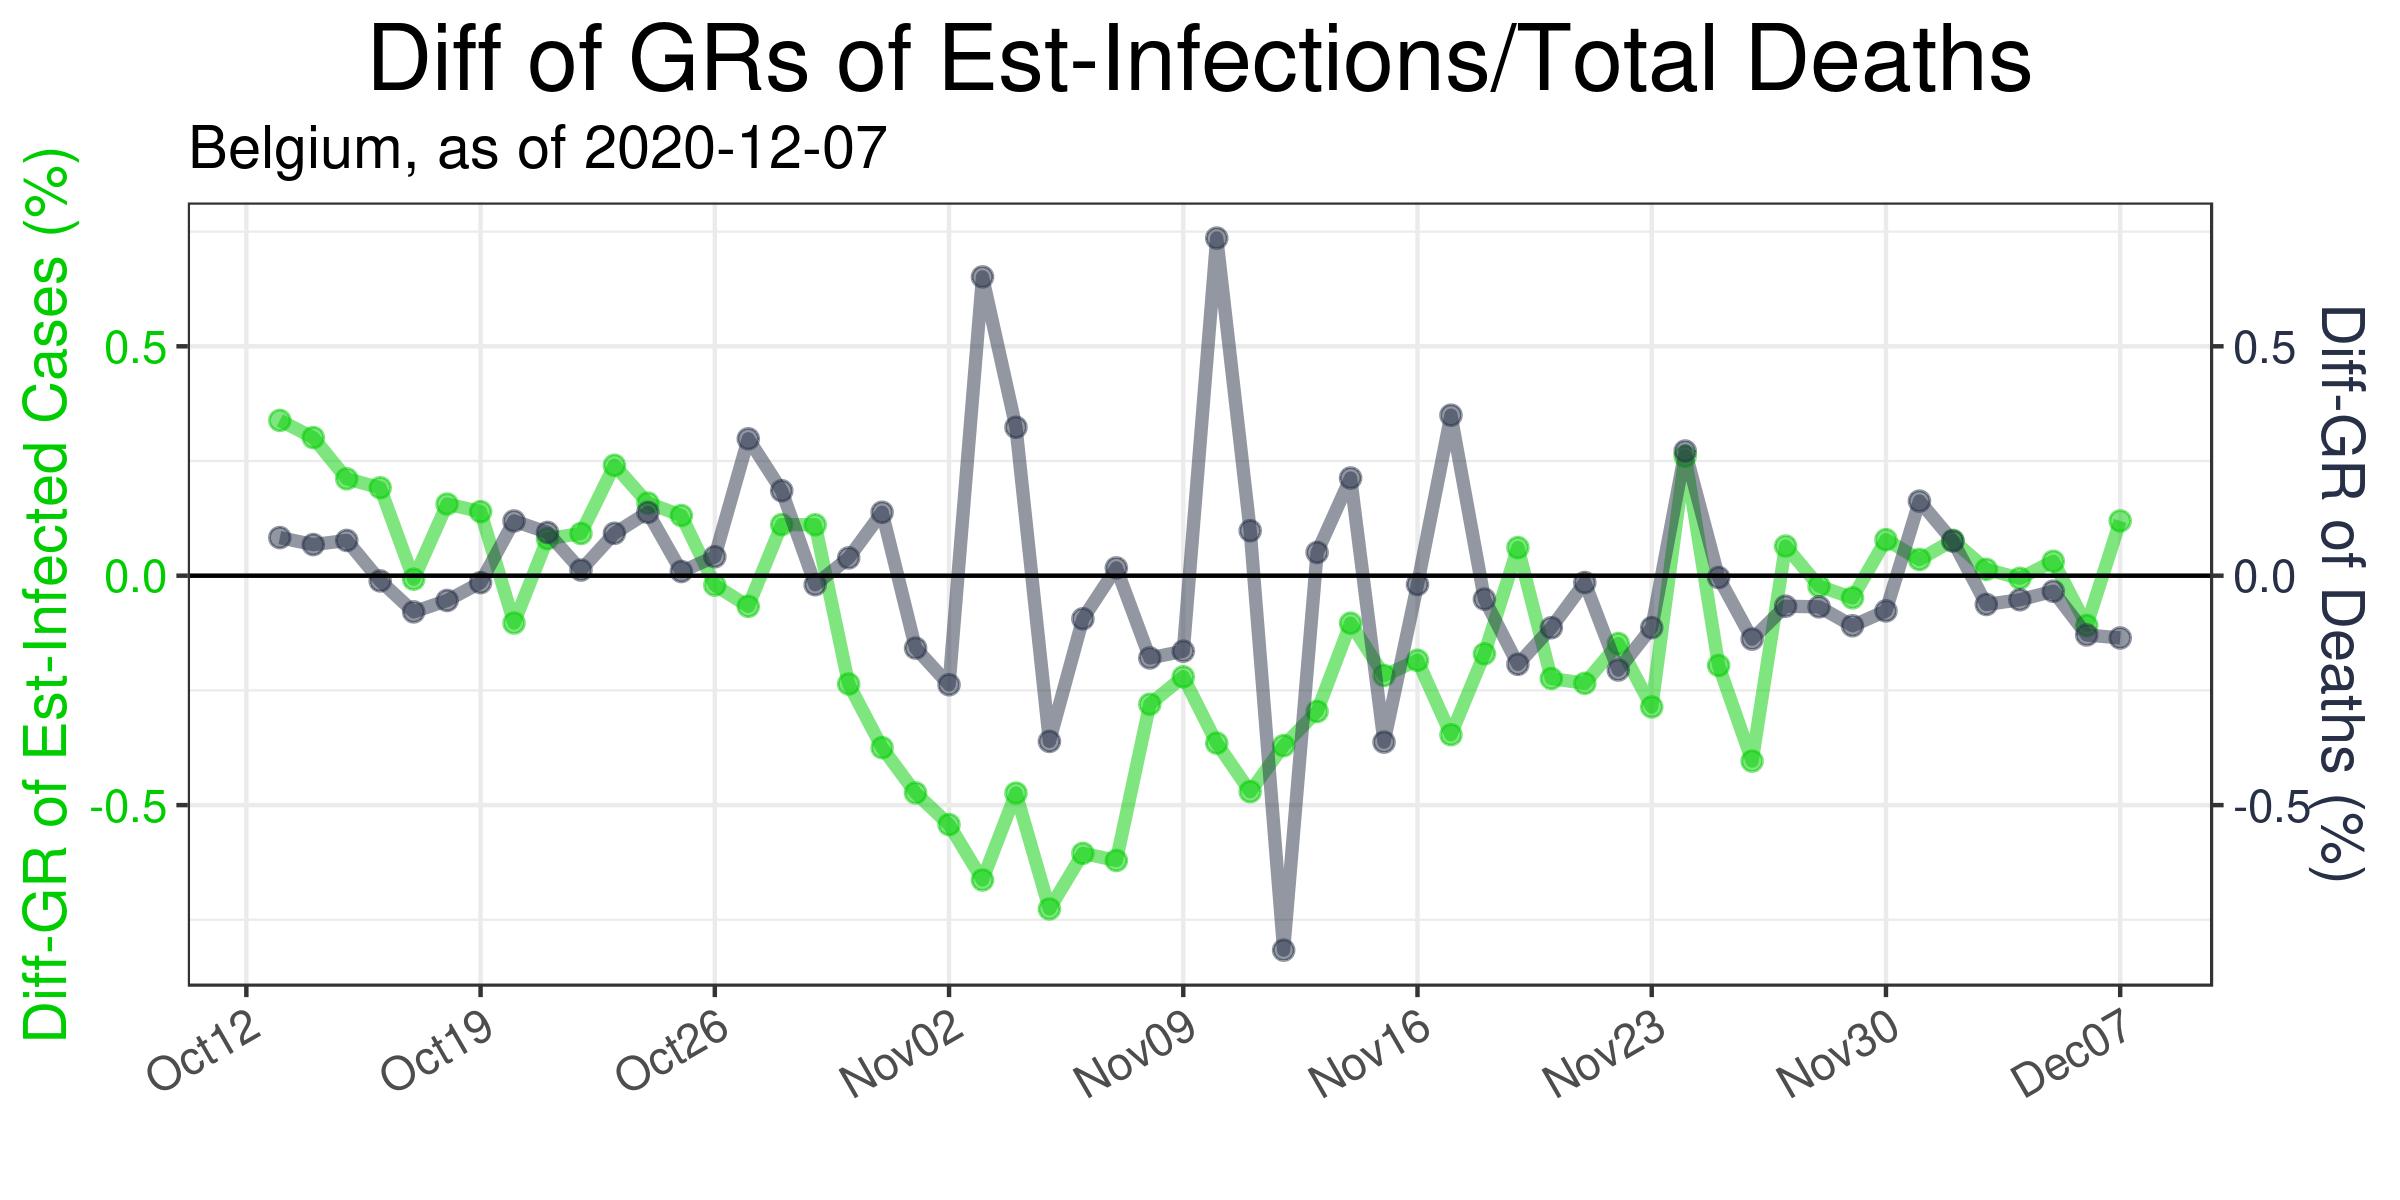 Diff of GRs of Est-Infections/Total Deaths
Belgium, as of 2020-12-07
Diff-GR of Est-Infected Cases (%)
0.5
0.0
-0.5
0.5
0.0
-0.5
Diff-GR of Deaths (%)
Oct12
Oct19
Oct26
Nov02
Nov09
Nov16
Nov23
Nov30
Dec07